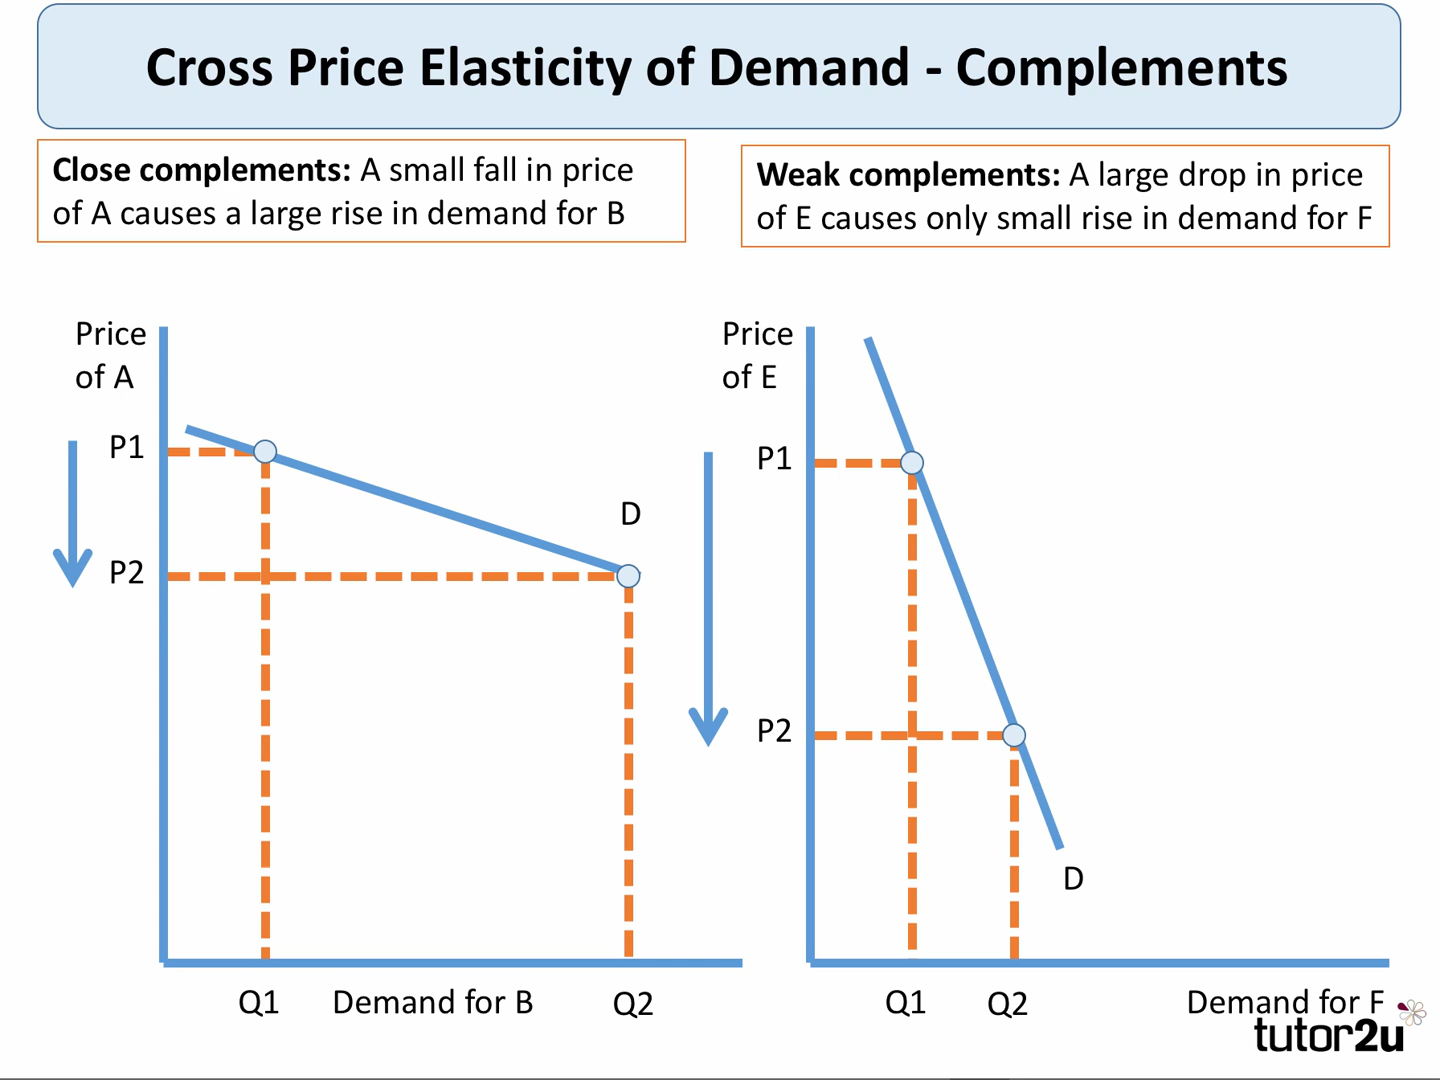 Cross Price Elasticity of Demand - Complements
Close complements: A small fall in price
of A causes a large rise in demand for B
Weak complements: A large drop in price
of E causes only small rise in demand for F
Price
of A
P1
P2
D
Q1
Demand for B
Q2
Price
of E
P1
P2
D
Q1
Q2
Demand for F
tutor2u